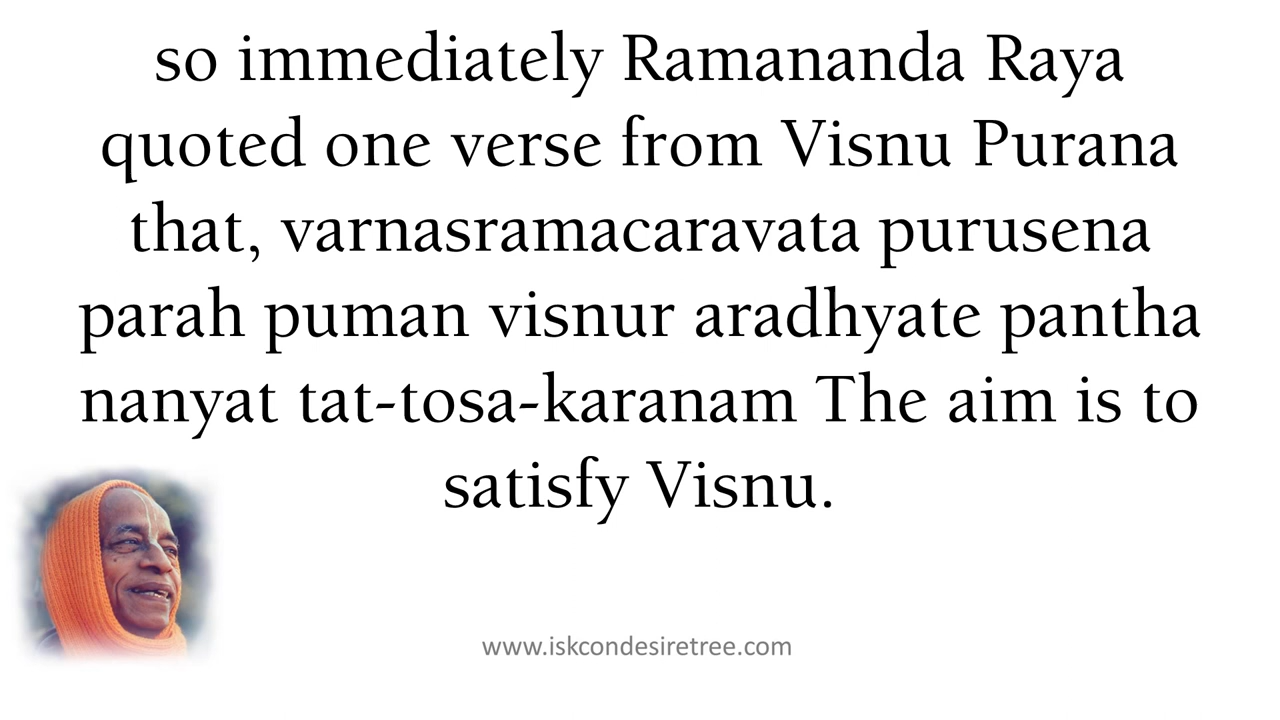 so immediately Ramananda Raya
quoted one verse from Visnu Purana
that, varnasramacaravata purusena
parah puman visnur aradhyate pantha
nanyat tat-tosa-karanam The aim is to
satisfy Visnu.
www.iskcondesiretree.com